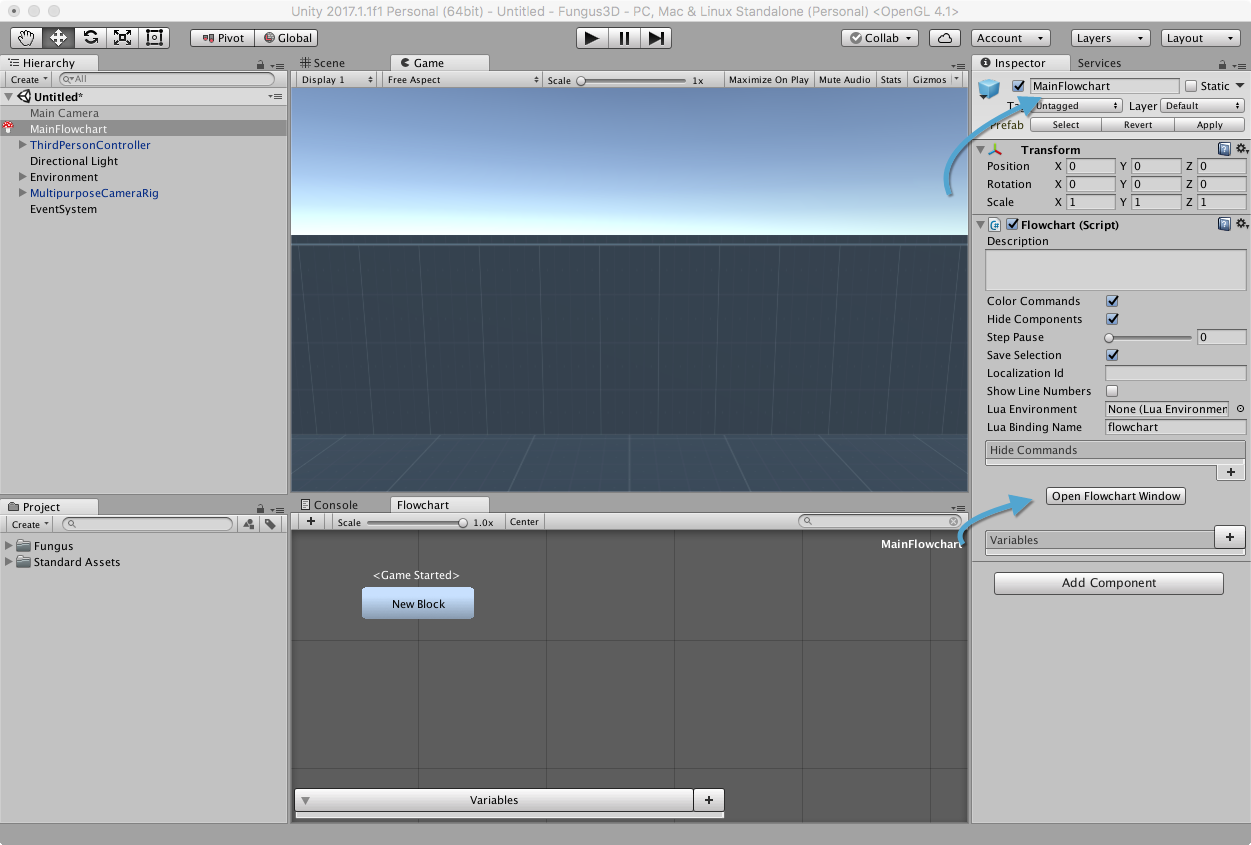 Unity 2017.1.1f1 Personal (64bit) - Untitled - Fungus3D - PC, Mac & Linux Standalone (Personal) <OpenGL 4.1>
Pivot Global Collab Account Layers Layout
Hierarchy
Create All
Untitled*
Main Camera
MainFlowchart
ThirdPersonController
Directional Light
Environment
MultipurposeCameraRig
EventSystem
Scene Game
Display 1 Free Aspect Scale 1x Maximize On Play Mute Audio Stats Gizmos
Inspector Services
MainFlowchart Static
Untagged Layer Default
Prefab Select Revert Apply
Transform
Position X 0 Y 0 Z 0
Rotation X 0 Y 0 Z 0
Scale X 1 Y 1 Z 1
Flowchart (Script)
Description
Color Commands
Hide Components
Step Pause 0
Save Selection
Localization Id
Show Line Numbers
Lua Environment None (Lua Environmen
Lua Binding Name flowchart
Hide Commands
+
Open Flowchart Window
Variables +
Add Component
Project
Create
Fungus
Standard Assets
Console Flowchart
+ Scale 1.0x Center
MainFlowchart
<Game Started>
New Block
Variables +